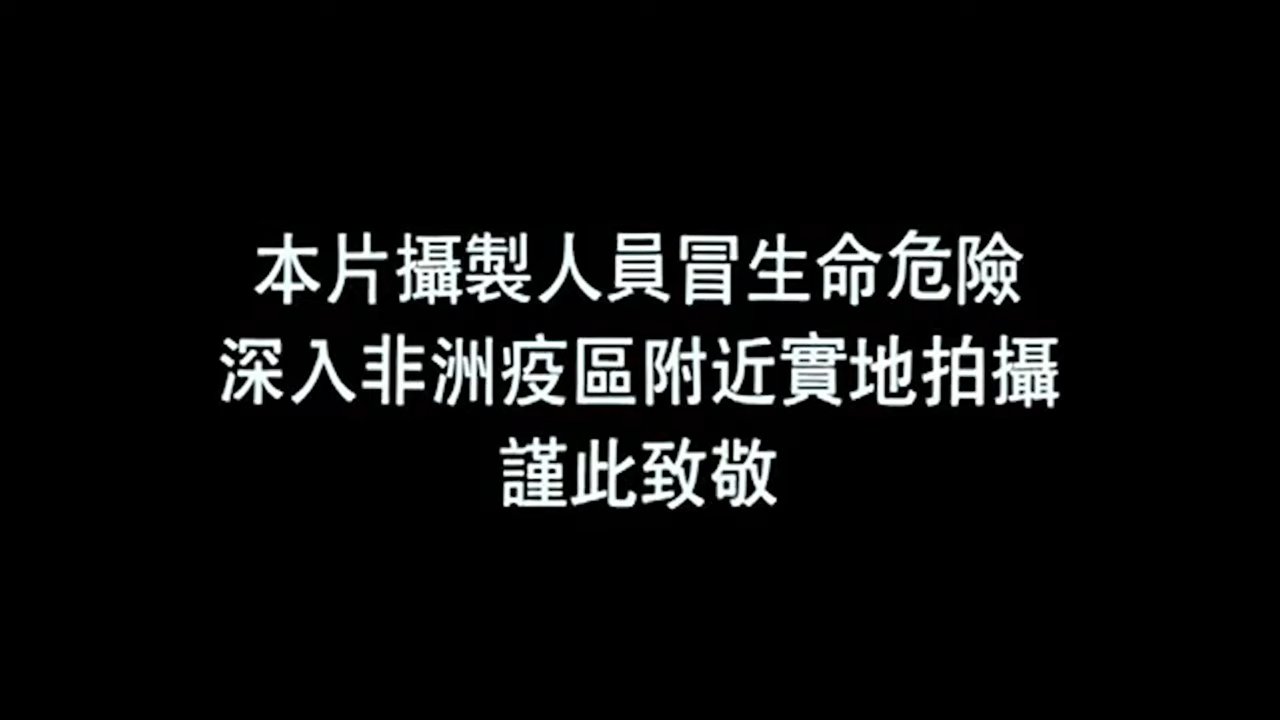 本片攝製人員冒生命危險
深入非洲疫區附近實地拍攝
謹此致敬